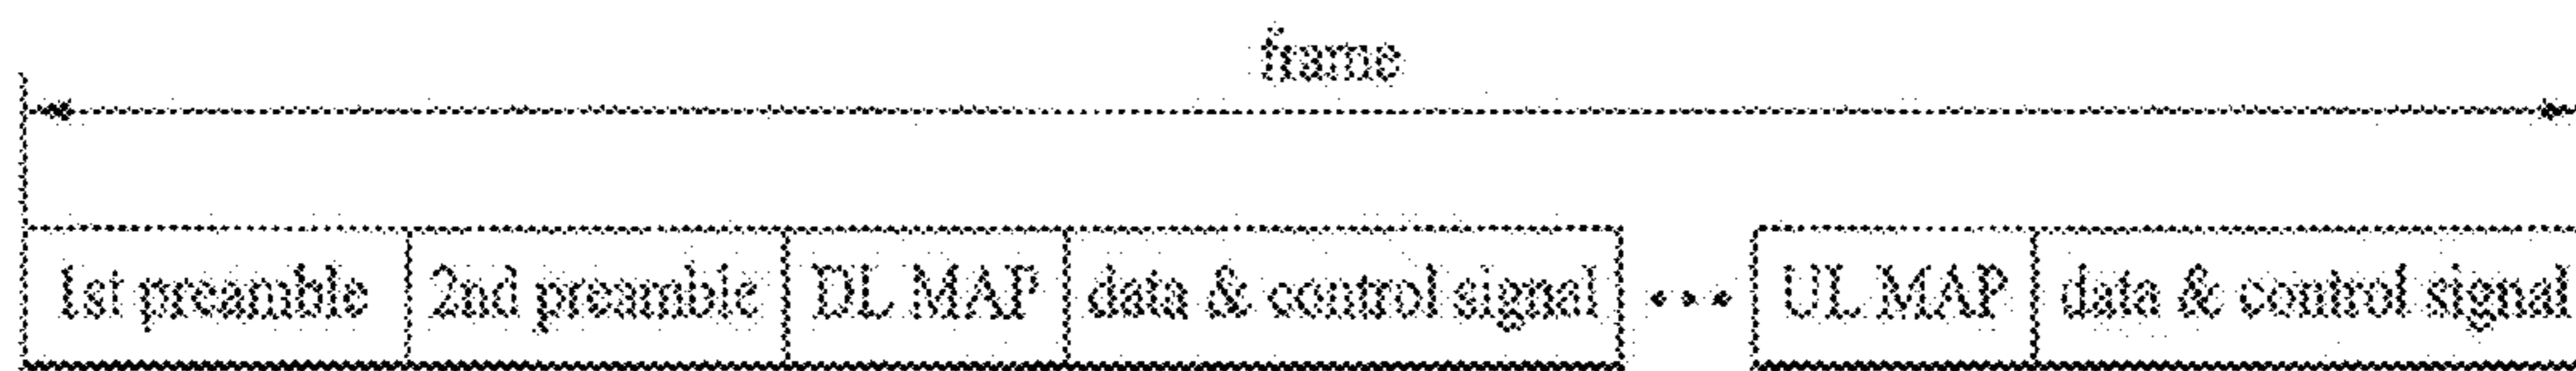 frame
1st preamble 2nd preamble DL MAP data & control signal ••• UL MAP data & control signal